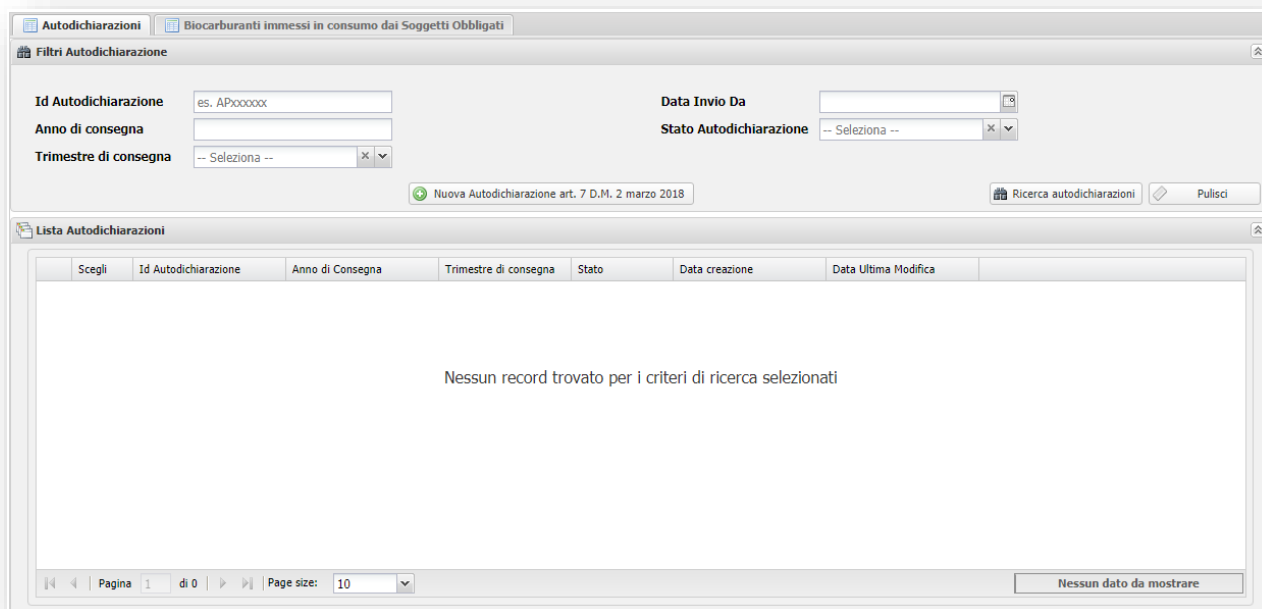 Autodichiarazioni Biocarburanti immessi in consumo dai Soggetti Obbligati
Filtri Autodichiarazione
Id Autodichiarazione es. APxxxxxx Data Invio Da
Anno di consegna Stato Autodichiarazione -- Seleziona --
Trimestre di consegna -- Seleziona --
Nuova Autodichiarazione art. 7 D.M. 2 marzo 2018 Ricerca autodichiarazioni Pulisci
Lista Autodichiarazioni
Scegli Id Autodichiarazione Anno di Consegna Trimestre di consegna Stato Data creazione Data Ultima Modifica
Nessun record trovato per i criteri di ricerca selezionati
Pagina 1 di 0 Page size: 10 Nessun dato da mostrare